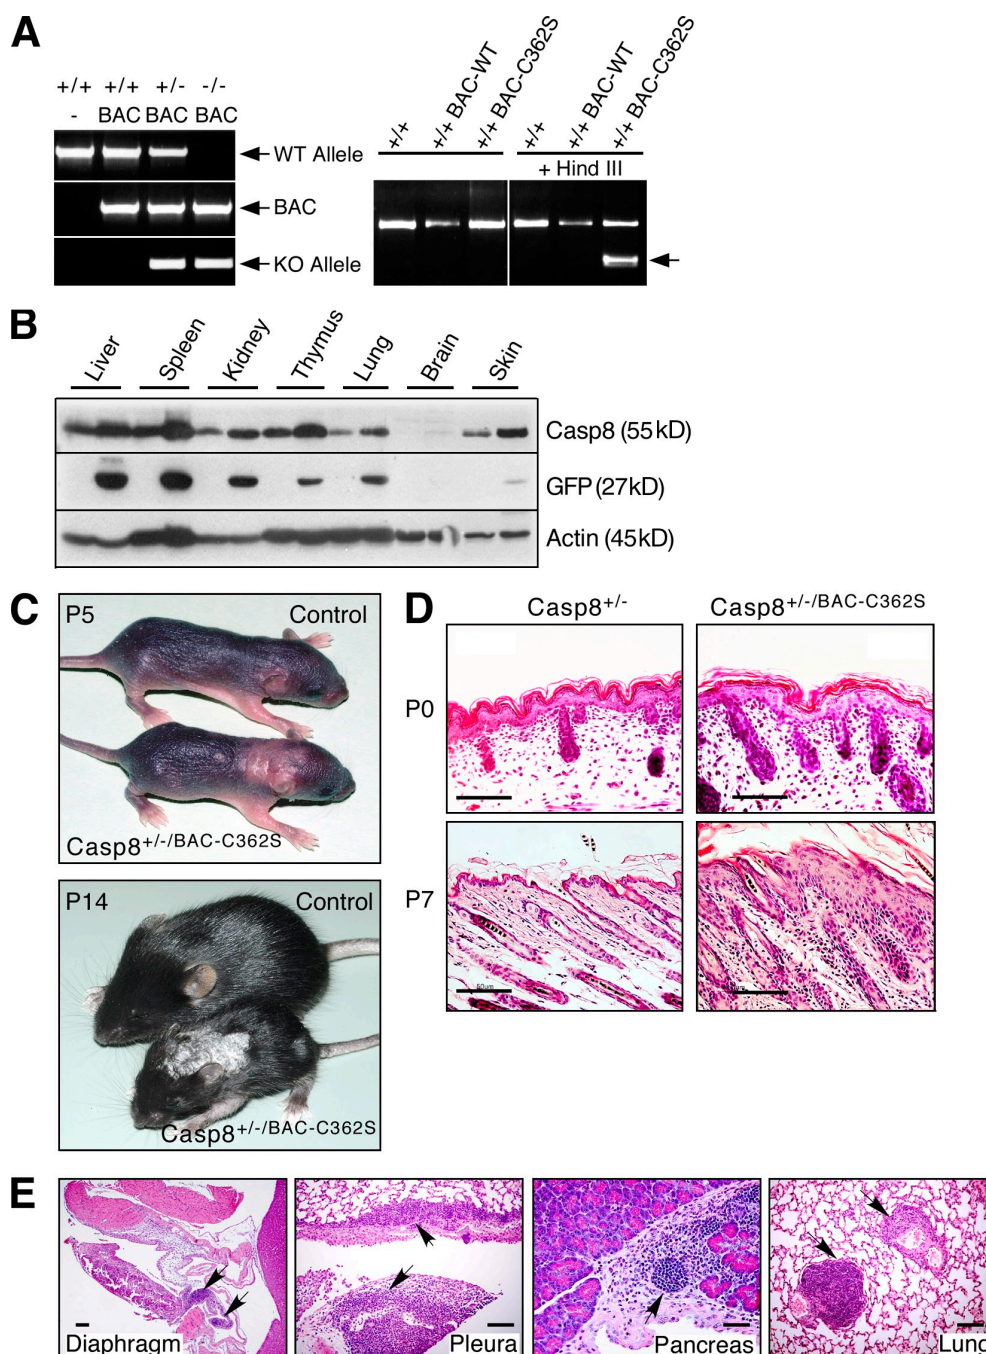 A
+/+ +/+ +/- -/-
- BAC BAC BAC
WT Allele
BAC
KO Allele
+/+ +/+ BAC-WT +/+ BAC-C362S
+/+ +/+ BAC-WT +/+ BAC-C362S
+ Hind III
B
Liver Spleen Kidney Thymus Lung Brain Skin
Casp8 (55kD)
GFP (27kD)
Actin (45kD)
C
P5 Control
Casp8+/-/BAC-C362S
P14 Control
Casp8+/-/BAC-C362S
D
Casp8+/- Casp8+/-/BAC-C362S
P0
P7
50um
E
Diaphragm Pleura Pancreas Lung